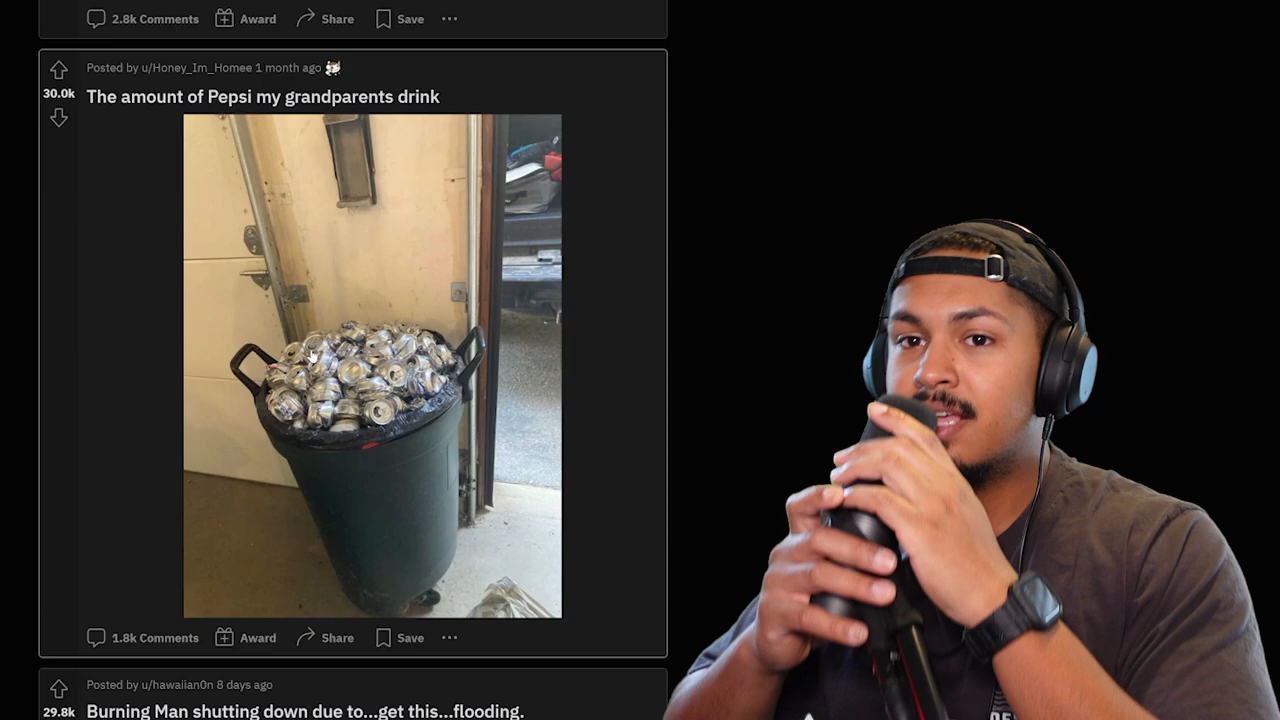 2.8k Comments Award Share Save
Posted by u/Honey_Im_Homee 1 month ago
30.0k
The amount of Pepsi my grandparents drink
1.8k Comments Award Share Save
Posted by u/hawaiian0n 8 days ago
29.8k
Burning Man shutting down due to...get this...flooding.